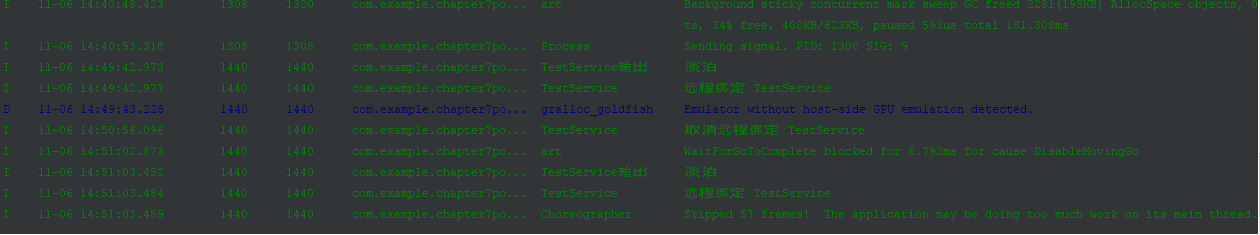 I 11-06 14:40:48.423 1308 1320 com.example.chapter7po... art Background sticky concurrent mark sweep GC freed 2281(195KB) AllocSpace objects, 0
ts, 34% free, 408KB/623KB, paused 593us total 181.308ms
I 11-06 14:40:53.318 1308 1308 com.example.chapter7po... Process Sending signal. PID: 1308 SIG: 9
I 11-06 14:49:42.973 1440 1440 com.example.chapter7po... TestService输出 淡泊
I 11-06 14:49:42.977 1440 1440 com.example.chapter7po... TestService 远程绑定:TestService
D 11-06 14:49:43.228 1440 1440 com.example.chapter7po... gralloc_goldfish Emulator without host-side GPU emulation detected.
I 11-06 14:50:56.096 1440 1440 com.example.chapter7po... TestService 取消远程绑定:TestService
I 11-06 14:51:02.873 1440 1440 com.example.chapter7po... art WaitForGcToComplete blocked for 6.792ms for cause DisableMovingGc
I 11-06 14:51:03.452 1440 1440 com.example.chapter7po... TestService输出 淡泊
I 11-06 14:51:03.484 1440 1440 com.example.chapter7po... TestService 远程绑定:TestService
I 11-06 14:51:03.489 1440 1440 com.example.chapter7po... Choreographer Skipped 57 frames! The application may be doing too much work on its main thread.